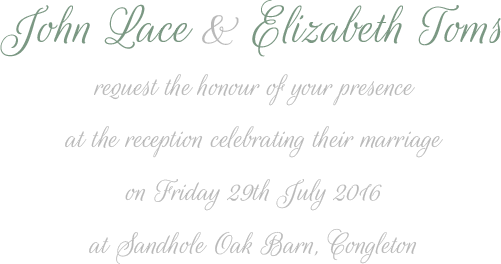 John Lace & Elizabeth Toms
request the honour of your presence
at the reception celebrating their marriage
on Friday 29th July 2016
at Sandhole Oak Barn, Congleton